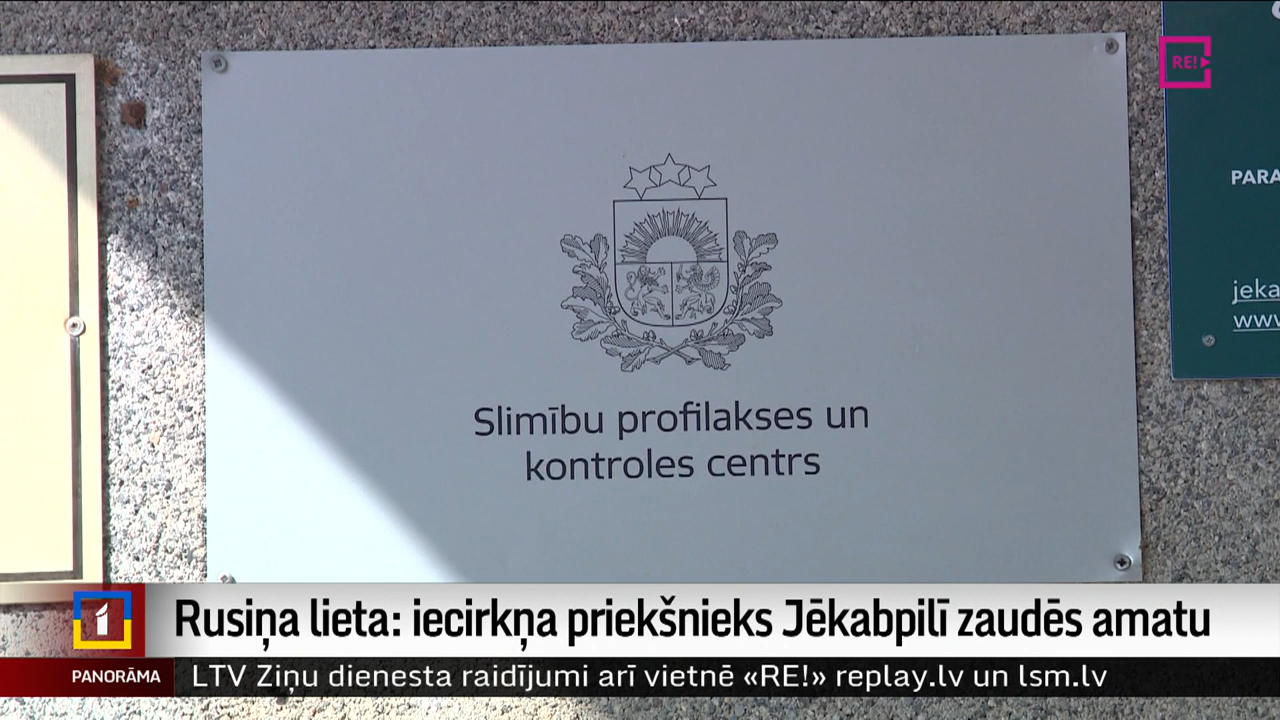 RE!
PARA
jeka
www
Slimību profilakses un
kontroles centrs
1
Rusiņa lieta: iecirkņa priekšnieks Jēkabpilī zaudēs amatu
PANORĀMA
LTV Ziņu dienesta raidījumi arī vietnē «RE!» replay.lv un lsm.lv